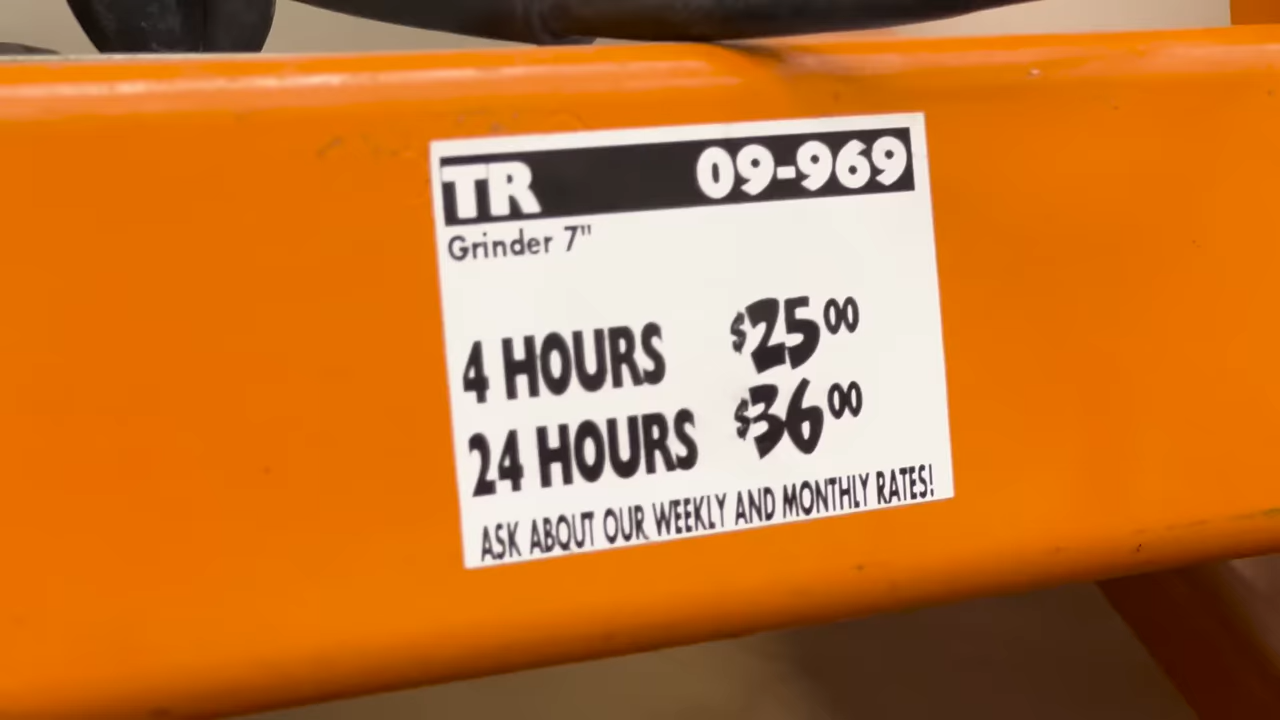 TR 09-969
Grinder 7"
4 HOURS $25 00
24 HOURS $36 00
ASK ABOUT OUR WEEKLY AND MONTHLY RATES!